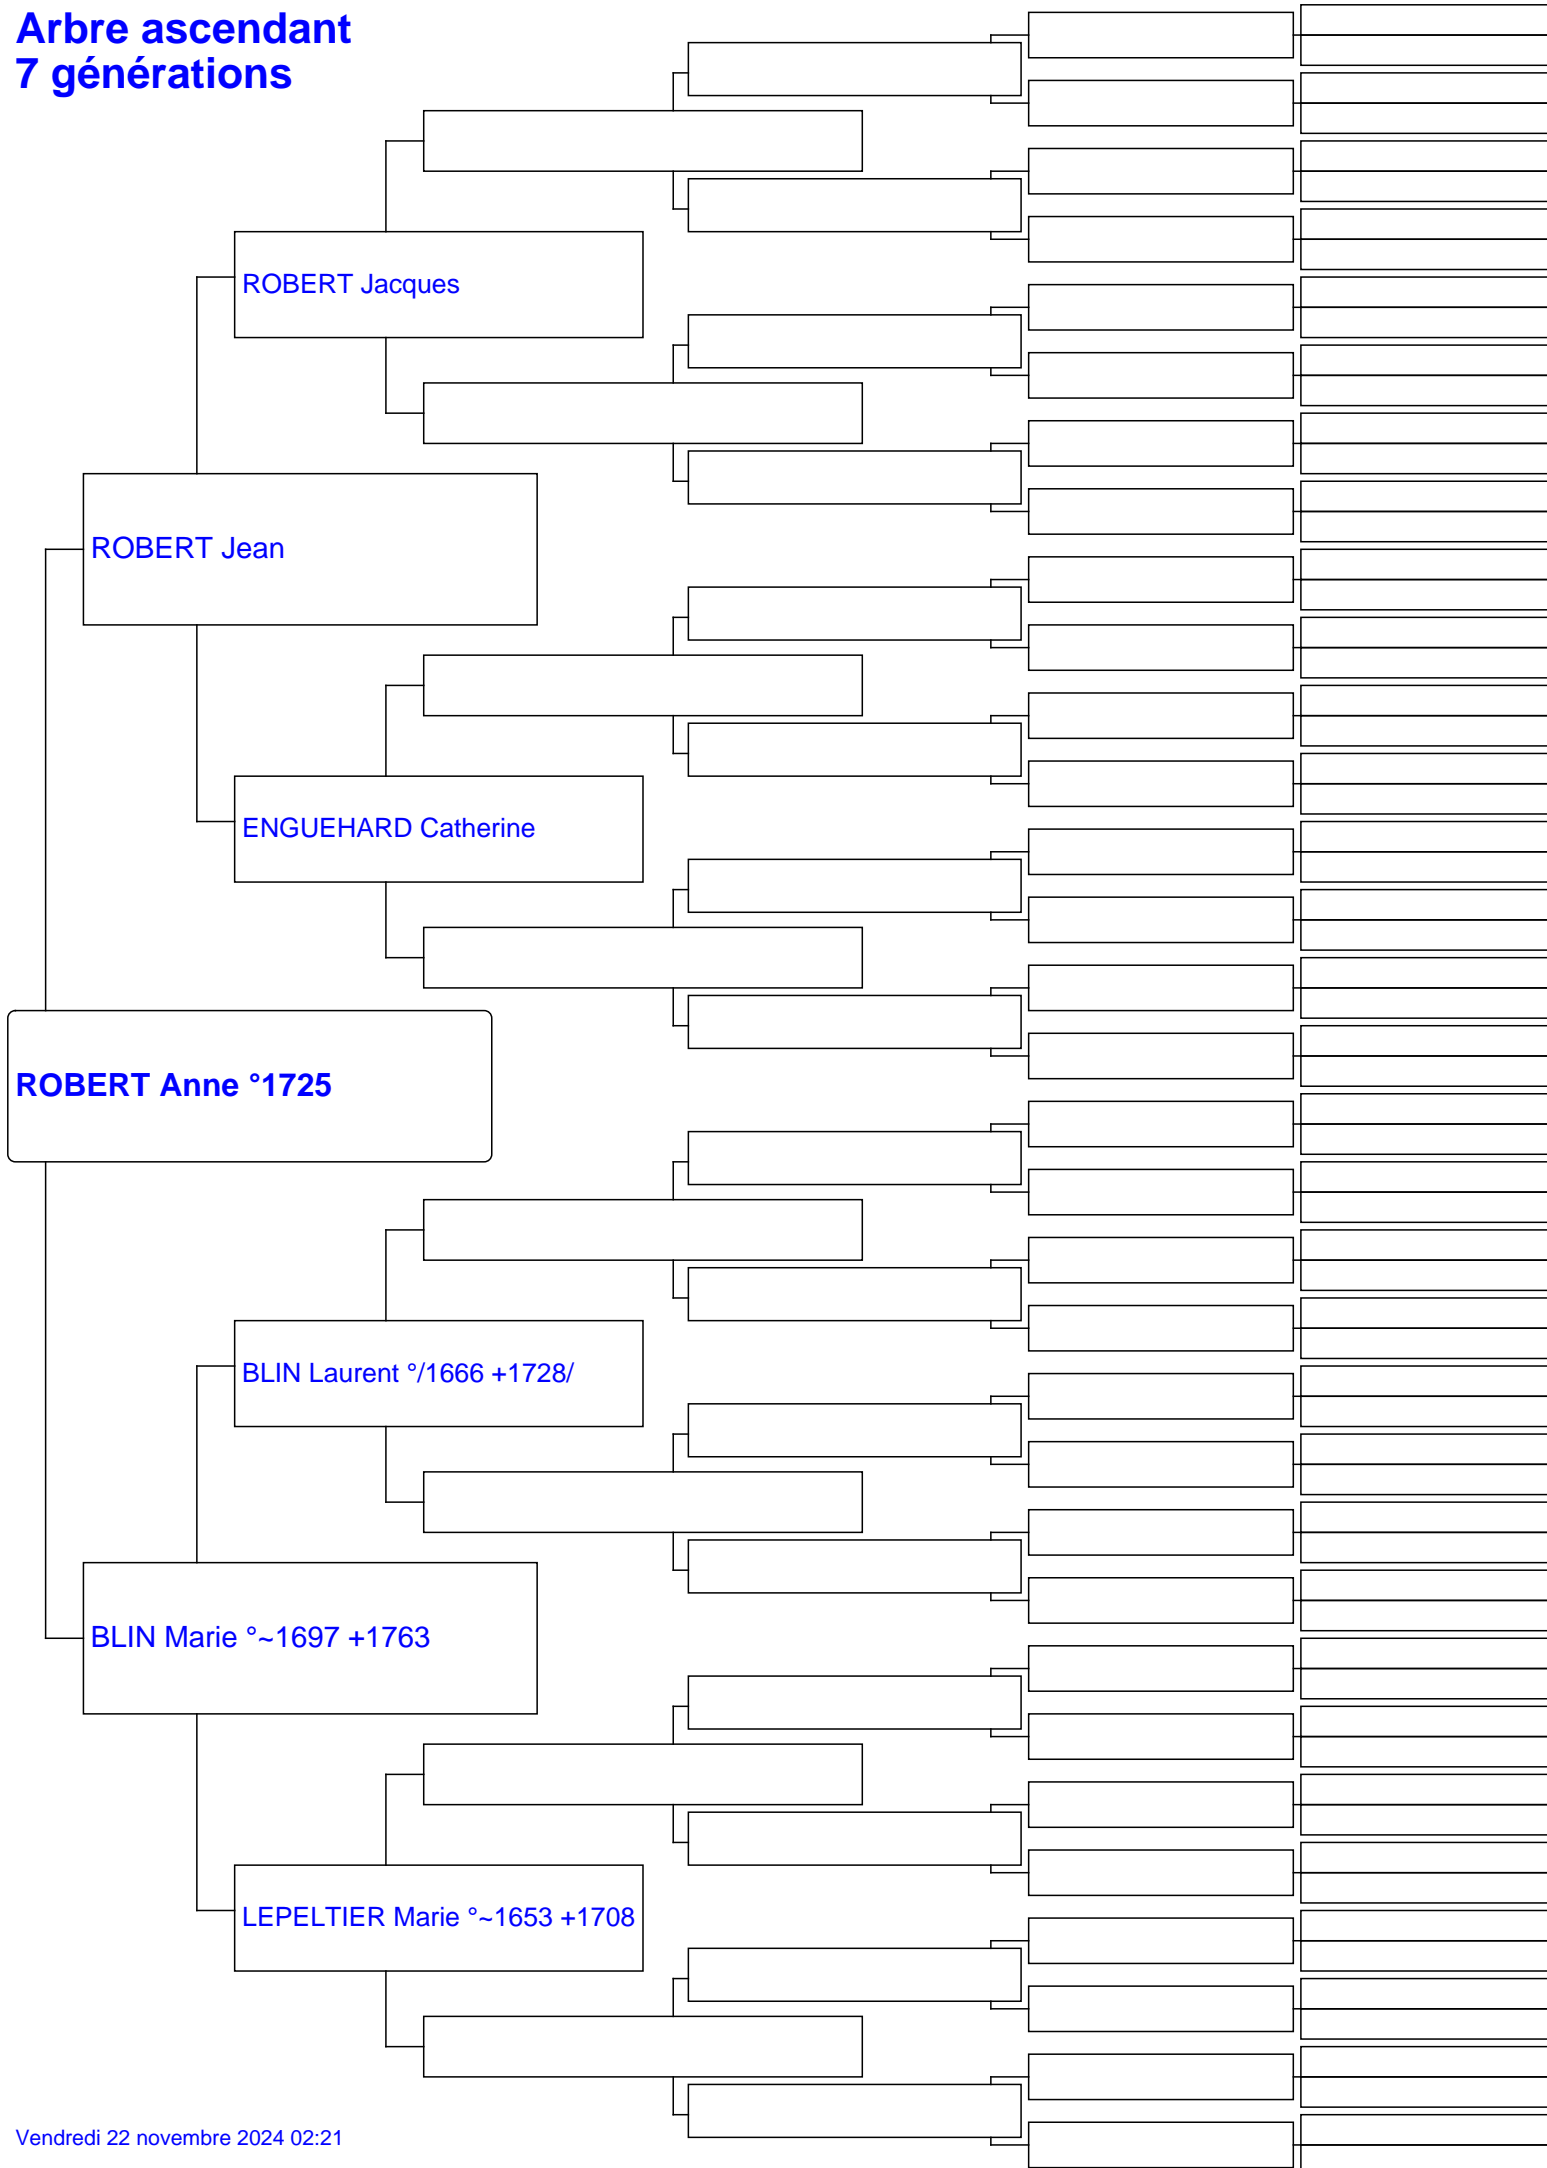 Arbre ascendant
7 générations
ROBERT Jacques
ROBERT Jean
ENGUEHARD Catherine
ROBERT Anne °1725
BLIN Laurent °/1666 +1728/
BLIN Marie °~1697 +1763
LEPELTIER Marie °~1653 +1708
Vendredi 22 novembre 2024 02:21